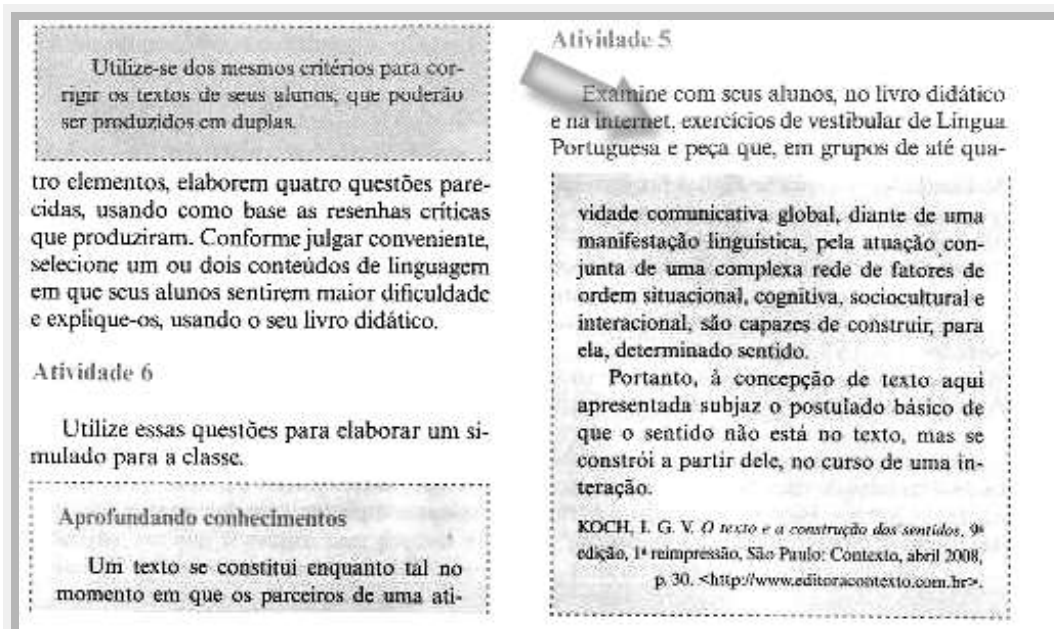 Utilize-se dos mesmos critérios para cor-
rigir os textos de seus alunos, que poderão
ser produzidos em duplas.
tro elementos, elaborem quatro questões pare-
cidas, usando como base as resenhas críticas
que produziram. Conforme julgar conveniente,
selecione um ou dois conteúdos de linguagem
em que seus alunos sentirem maior dificuldade
e explique-os, usando o seu livro didático.
Atividade 6
Utilize essas questões para elaborar um si-
mulado para a classe.
Aprofundando conhecimentos
Um texto se constitui enquanto tal no
momento em que os parceiros de uma ati-
Atividade 5
Examine com seus alunos, no livro didático
e na internet, exercícios de vestibular de Língua
Portuguesa e peça que, em grupos de até qua-
vidade comunicativa global, diante de uma
manifestação linguística, pela atuação con-
junta de uma complexa rede de fatores de
ordem situacional, cognitiva, sociocultural e
interacional, são capazes de construir, para
ela, determinado sentido.
Portanto, à concepção de texto aqui
apresentada subjaz o postulado básico de
que o sentido não está no texto, mas se
constrói a partir dele, no curso de uma in-
teração.
KOCH, I. G. V. O texto e a construção dos sentidos. 9ª
edição, 1ª reimpressão, São Paulo: Contexto, abril 2008,
p. 30. <http://www.editoracontexto.com.br>.